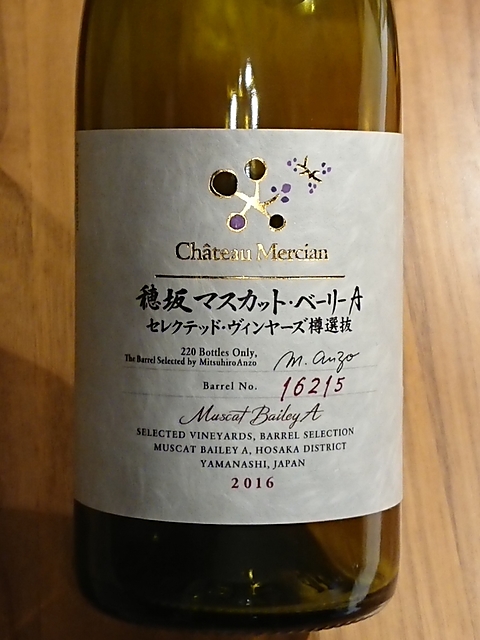 Château Mercian
穂坂マスカット・ベーリーA
セレクテッド・ヴィンヤーズ樽選抜
220 Bottles Only,
The Barrel Selected by MitsuhiroAnzo
M. Anzo
Barrel No. 16215
Muscat Bailey A
SELECTED VINEYARDS, BARREL SELECTION
MUSCAT BAILEY A, HOSAKA DISTRICT
YAMANASHI, JAPAN
2016